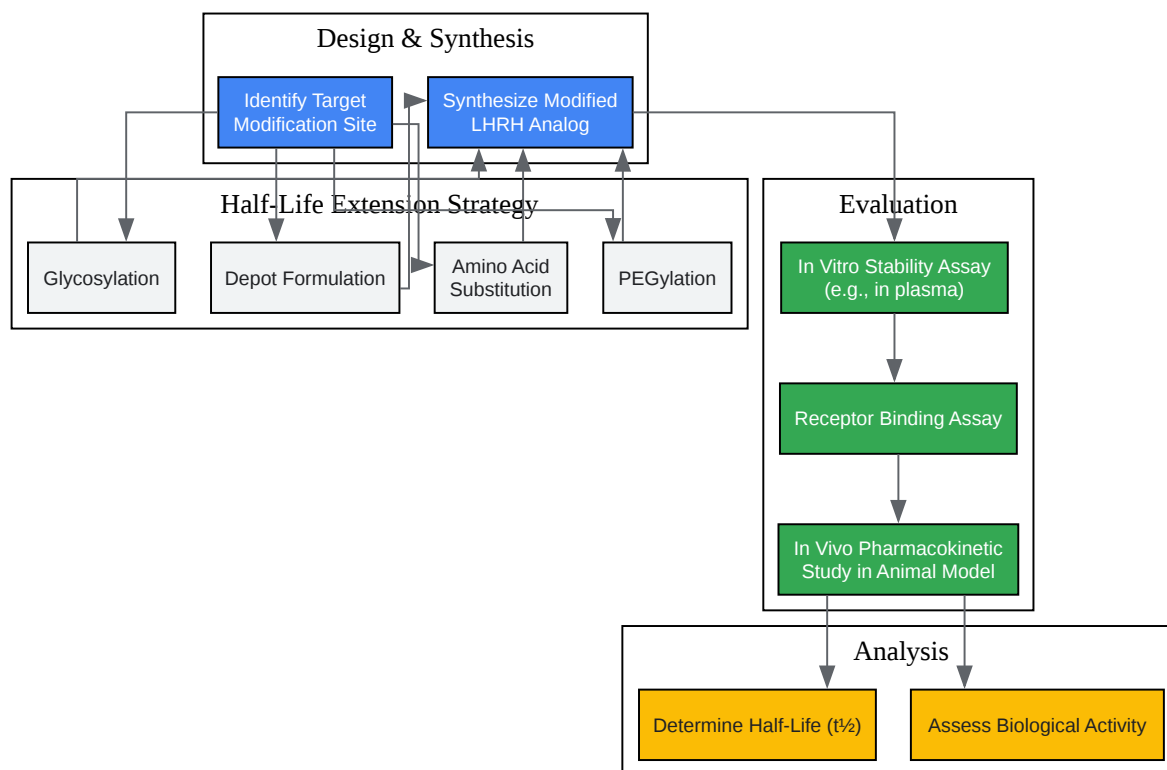 Design & Synthesis
Identify Target
Modification Site
Synthesize Modified
LHRH Analog
Half-Life Extension Strategy
Glycosylation
Depot Formulation
Amino Acid
Substitution
PEGylation
Evaluation
In Vitro Stability Assay
(e.g., in plasma)
Receptor Binding Assay
In Vivo Pharmacokinetic
Study in Animal Model
Analysis
Determine Half-Life (t½)
Assess Biological Activity